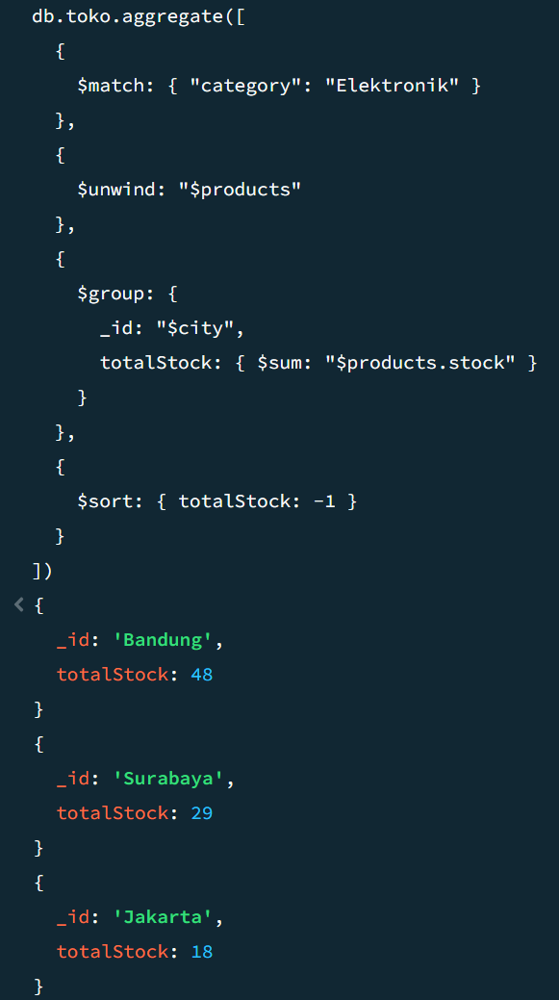 db.toko.aggregate([
  {
    $match: { "category": "Elektronik" }
  },
  {
    $unwind: "$products"
  },
  {
    $group: {
      _id: "$city",
      totalStock: { $sum: "$products.stock" }
    }
  },
  {
    $sort: { totalStock: -1 }
  }
])
< {
  _id: 'Bandung',
  totalStock: 48
}
{
  _id: 'Surabaya',
  totalStock: 29
}
{
  _id: 'Jakarta',
  totalStock: 18
}